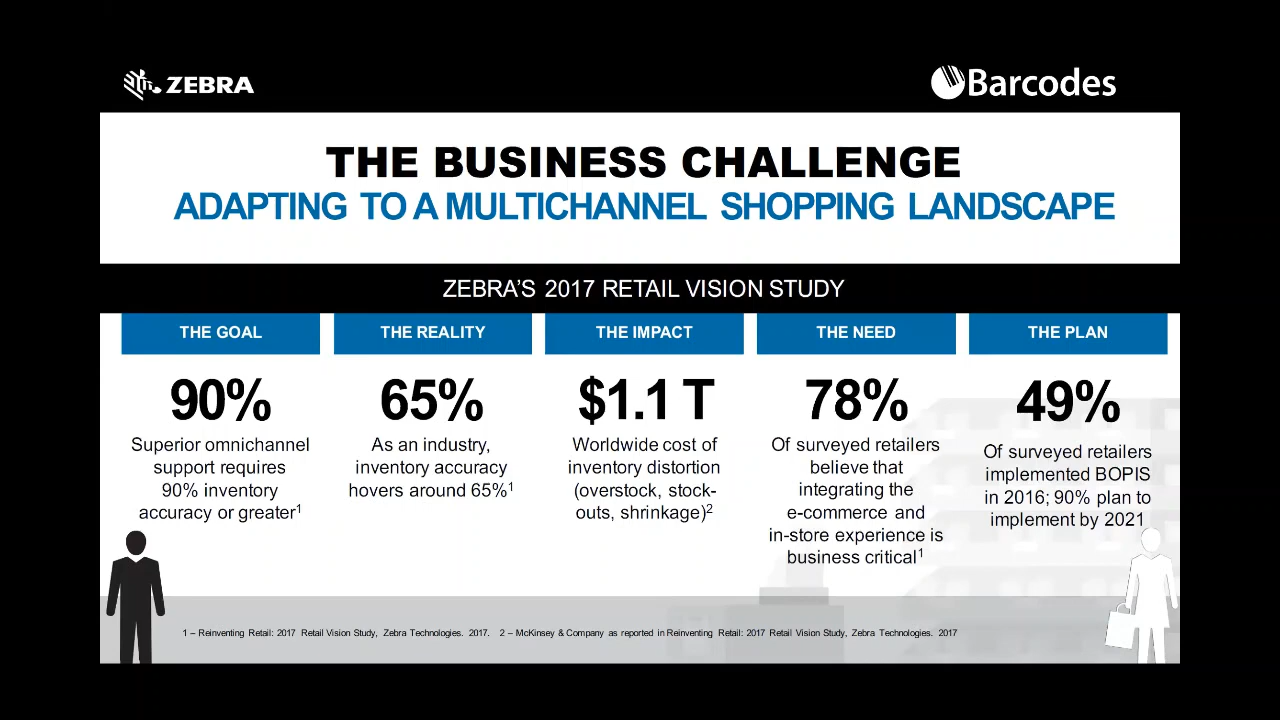 ZEBRA
Barcodes
THE BUSINESS CHALLENGE
ADAPTING TO A MULTICHANNEL SHOPPING LANDSCAPE
ZEBRA'S 2017 RETAIL VISION STUDY
THE GOAL
90%
Superior omnichannel
support requires
90% inventory
accuracy or greater¹
THE REALITY
65%
As an industry,
inventory accuracy
hovers around 65%¹
THE IMPACT
$1.1 T
Worldwide cost of
inventory distortion
(overstock, stock-
outs, shrinkage)²
THE NEED
78%
Of surveyed retailers
believe that
integrating the
e-commerce and
in-store experience is
business critical¹
THE PLAN
49%
Of surveyed retailers
implemented BOPIS
in 2016; 90% plan to
implement by 2021
1 – Reinventing Retail: 2017 Retail Vision Study, Zebra Technologies. 2017. 2 – McKinsey & Company as reported in Reinventing Retail: 2017 Retail Vision Study, Zebra Technologies. 2017